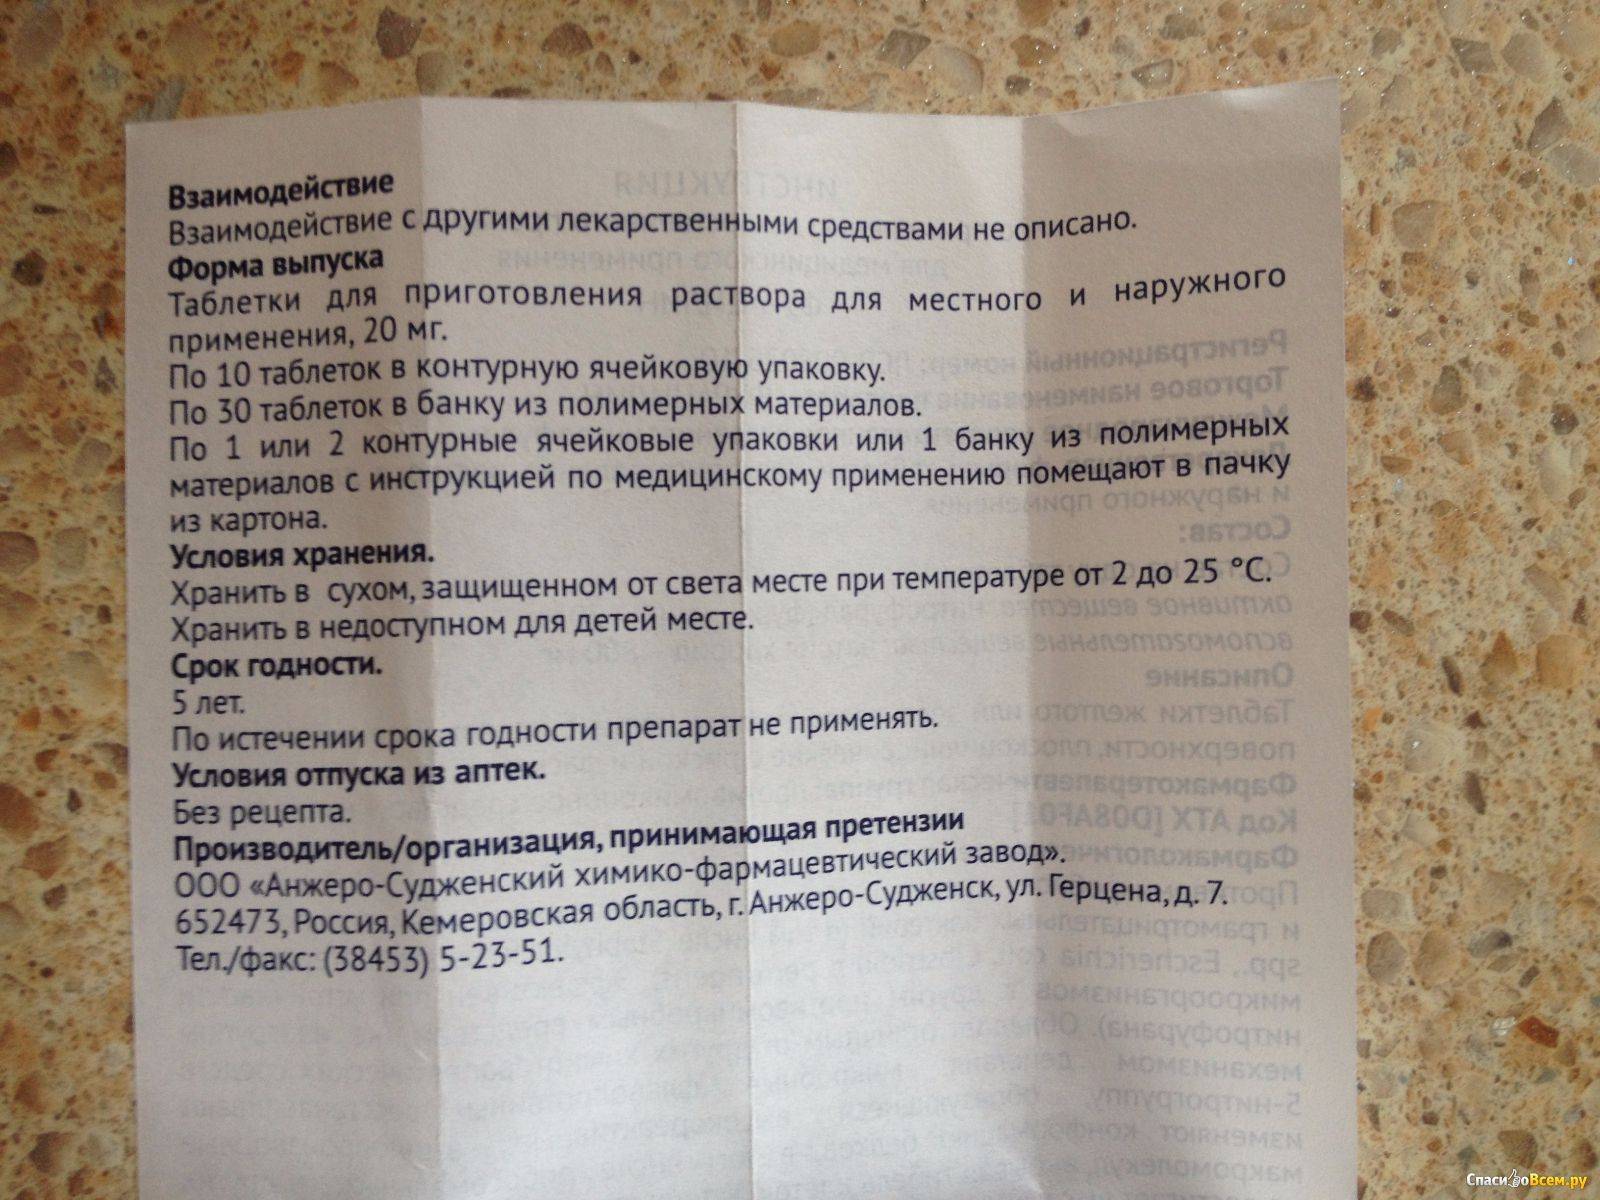 Взаимодействие
Взаимодействие с другими лекарственными средствами не описано.
Форма выпуска
Таблетки для приготовления раствора для местного и наружного
применения, 20 мг.
По 10 таблеток в контурную ячейковую упаковку.
По 30 таблеток в банку из полимерных материалов.
По 1 или 2 контурные ячейковые упаковки или 1 банку из полимерных
материалов с инструкцией по медицинскому применению помещают в пачку
из картона.
Условия хранения.
Хранить в сухом, защищенном от света месте при температуре от 2 до 25 °С.
Хранить в недоступном для детей месте.
Срок годности.
5 лет.
По истечении срока годности препарат не применять.
Условия отпуска из аптек.
Без рецепта.
Производитель/организация, принимающая претензии
ООО «Анжеро-Судженский химико-фармацевтический завод».
652473, Россия, Кемеровская область, г. Анжеро-Судженск, ул. Герцена, д. 7.
Тел./факс: (38453) 5-23-51.
СпасибоВсем.ру